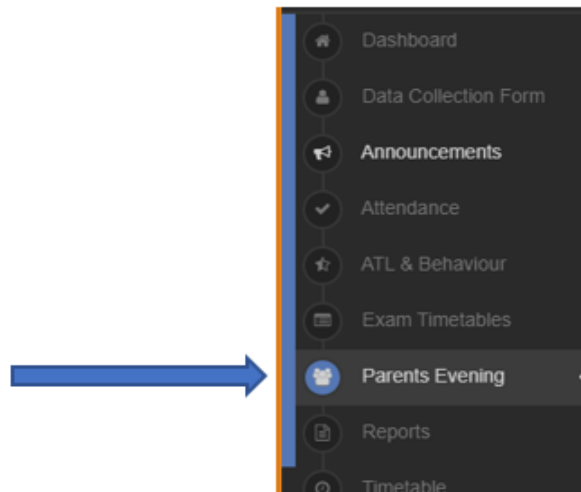 Dashboard
Data Collection Form
Announcements
Attendance
ATL & Behaviour
Exam Timetables
Parents Evening
Reports
Timetable